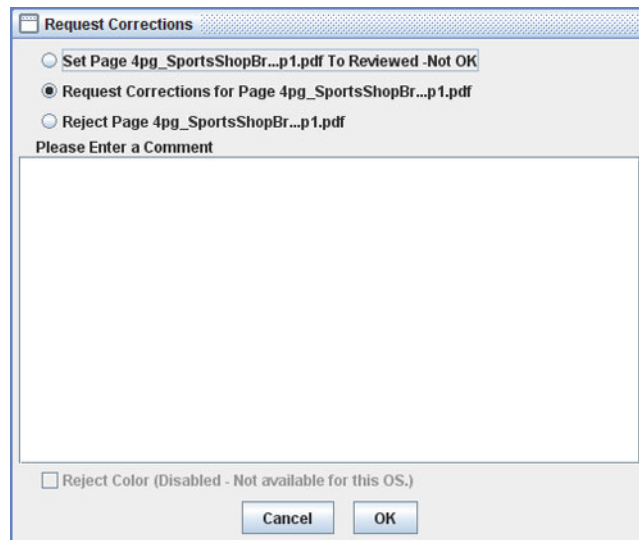 Request Corrections
Set Page 4pg_SportsShopBr...p1.pdf To Reviewed -Not OK
Request Corrections for Page 4pg_SportsShopBr...p1.pdf
Reject Page 4pg_SportsShopBr...p1.pdf
Please Enter a Comment
Reject Color (Disabled - Not available for this OS.)
Cancel OK